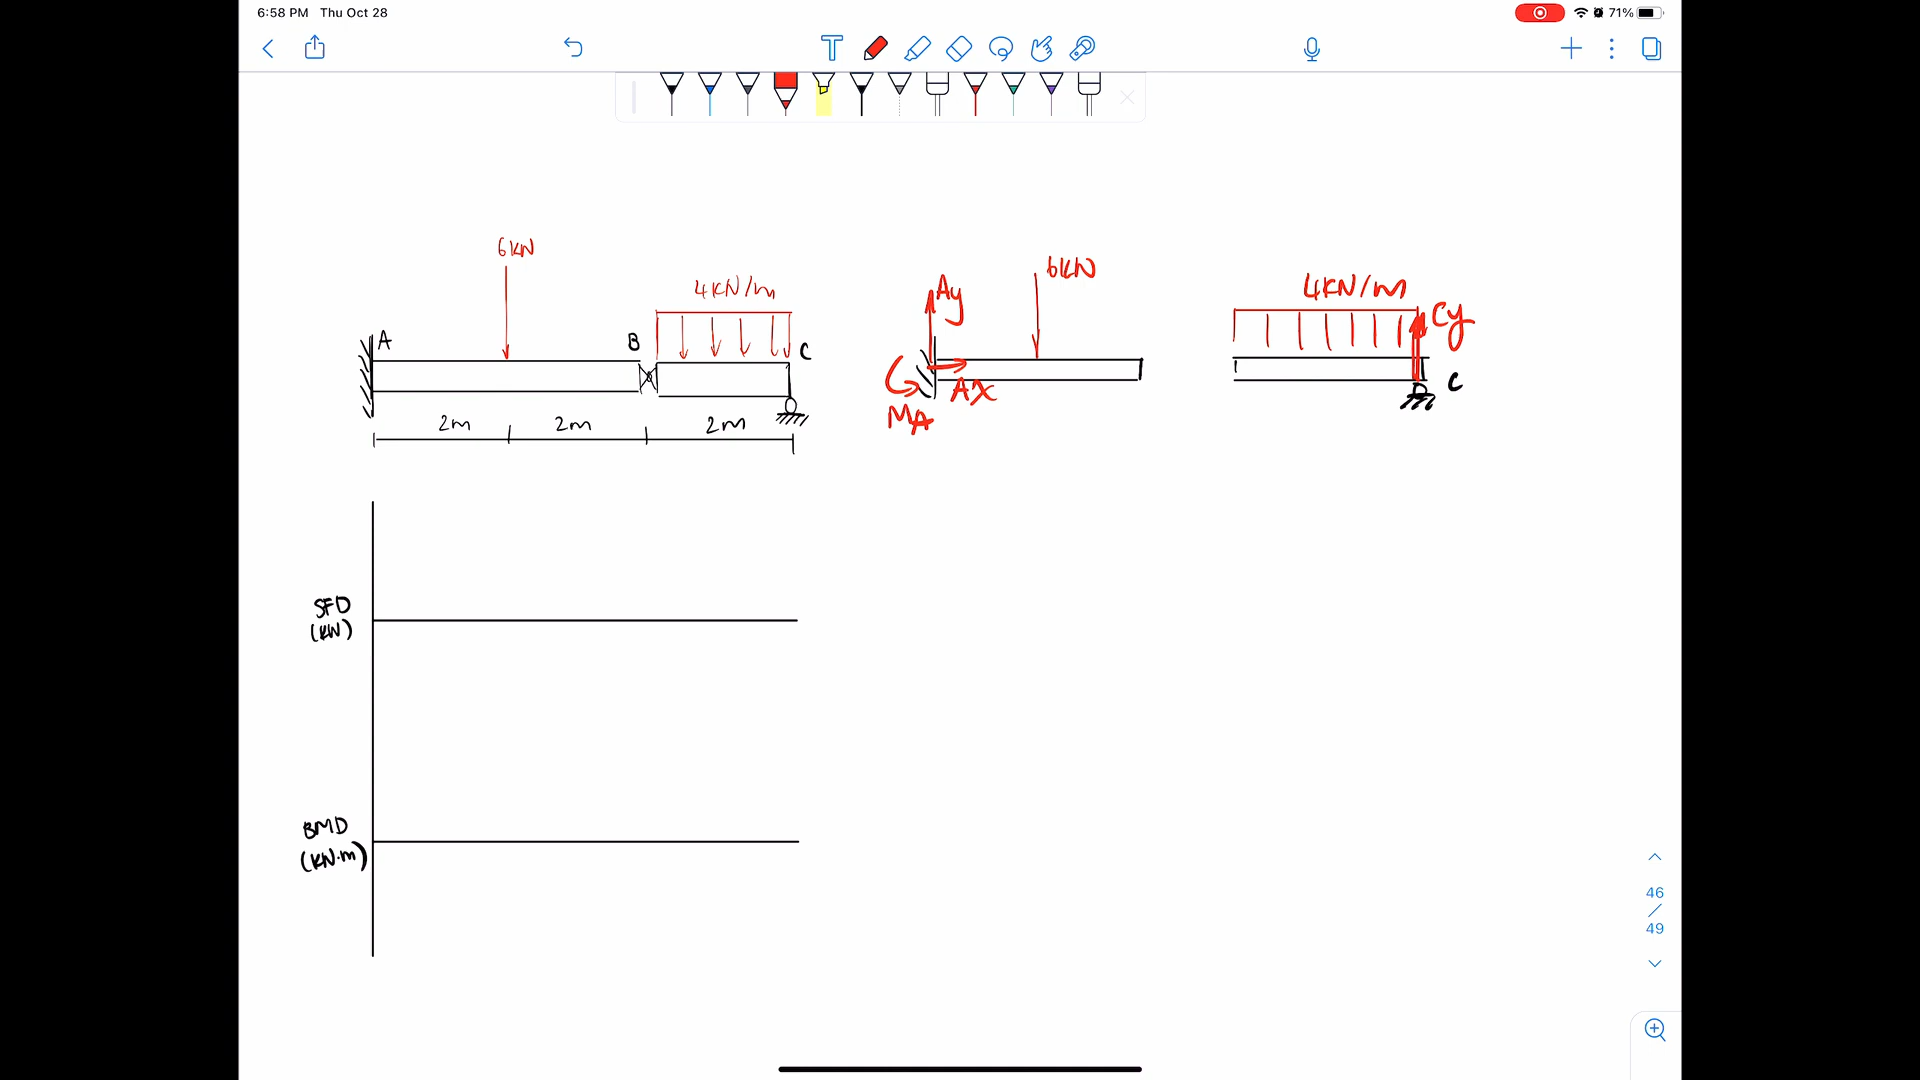 6:58 PM Thu Oct 28
71%
6KN
4KN/m
A
B
C
2m
2m
2m
Ay
6KN
MA
AX
4KN/m
Cy
C
SFD
(KN)
BMD
(KN·m)
46
49